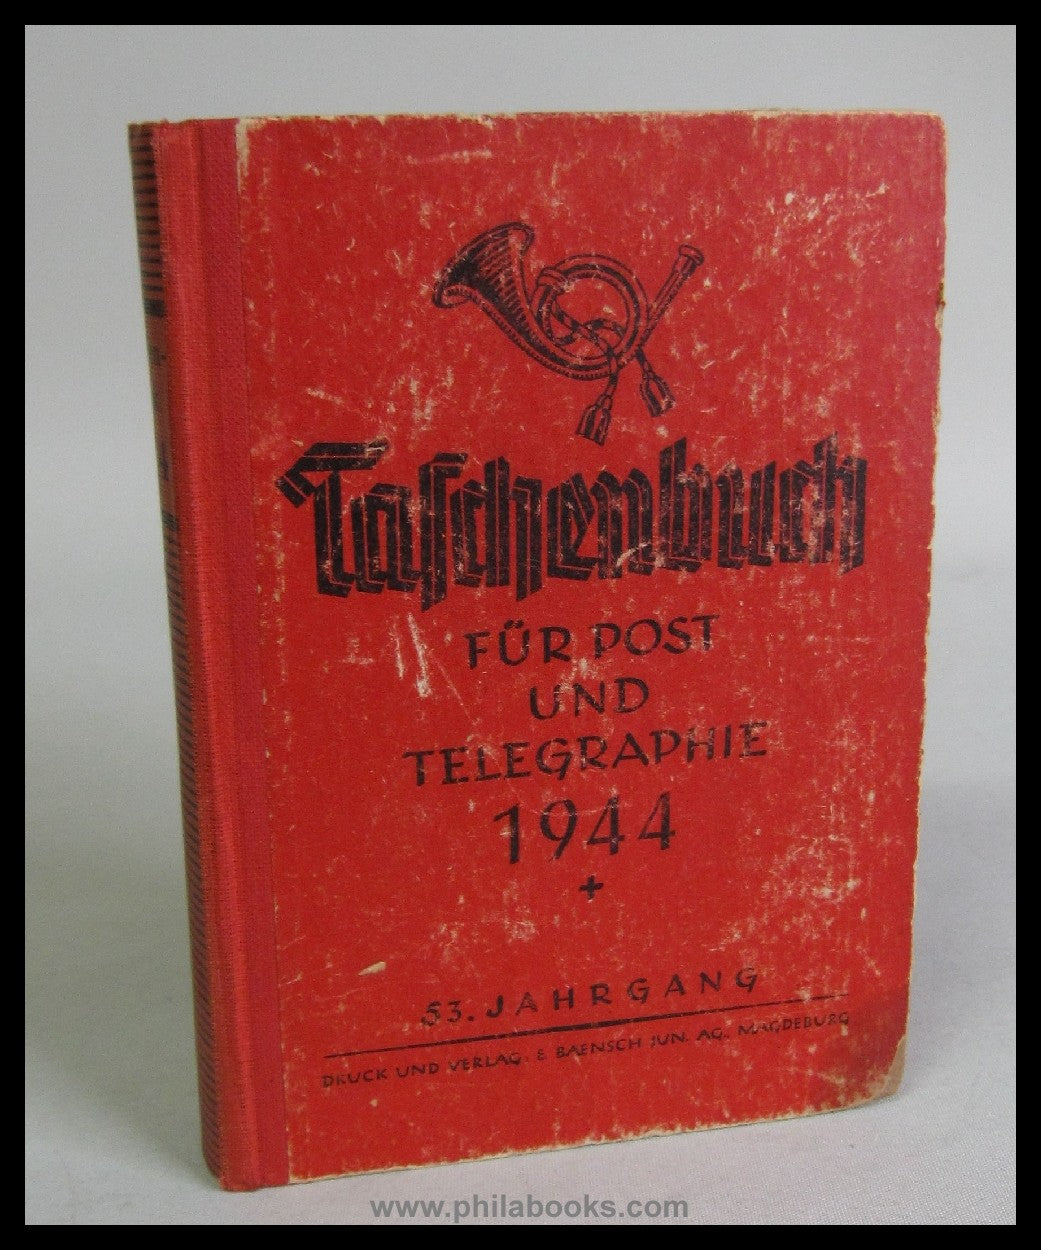 Taschenbuch
FÜR POST
UND
TELEGRAPHIE
1944
+
53. JAHRGANG
DRUCK UND VERLAG: E. BAENSCH JUN. AG., MAGDEBURG
www.philabooks.com